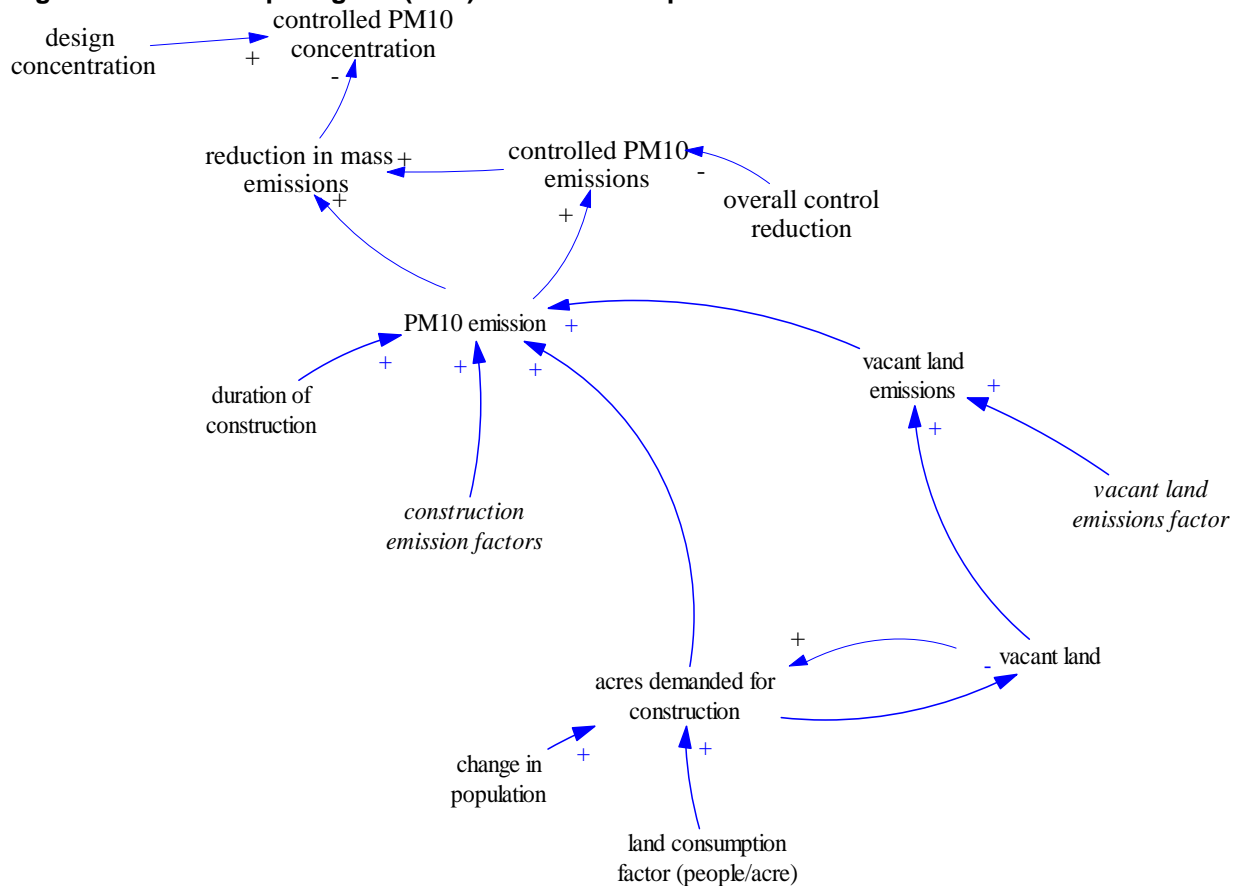 controlled PM10
concentration
design
concentration
+
-
reduction in mass
emissions
+
+
controlled PM10
emissions
-
+
overall control
reduction
PM10 emission
+
+
+
+
duration of
construction
construction
emission factors
vacant land
emissions
+
+
vacant land
emissions factor
+
-
vacant land
acres demanded for
construction
+
+
change in
population
land consumption
factor (people/acre)